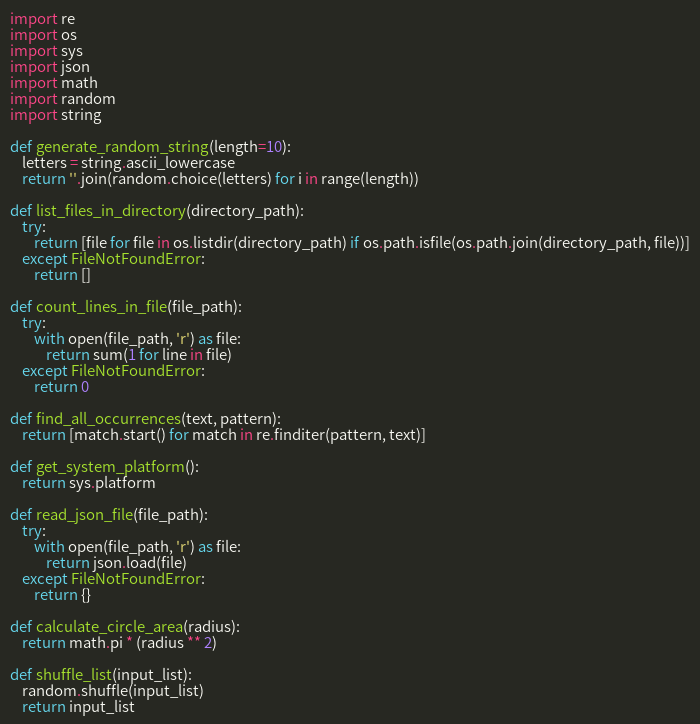 import re
import os
import sys
import json
import math
import random
import string

def generate_random_string(length=10):
    letters = string.ascii_lowercase
    return ''.join(random.choice(letters) for i in range(length))

def list_files_in_directory(directory_path):
    try:
        return [file for file in os.listdir(directory_path) if os.path.isfile(os.path.join(directory_path, file))]
    except FileNotFoundError:
        return []

def count_lines_in_file(file_path):
    try:
        with open(file_path, 'r') as file:
            return sum(1 for line in file)
    except FileNotFoundError:
        return 0

def find_all_occurrences(text, pattern):
    return [match.start() for match in re.finditer(pattern, text)]

def get_system_platform():
    return sys.platform

def read_json_file(file_path):
    try:
        with open(file_path, 'r') as file:
            return json.load(file)
    except FileNotFoundError:
        return {}

def calculate_circle_area(radius):
    return math.pi * (radius ** 2)

def shuffle_list(input_list):
    random.shuffle(input_list)
    return input_list